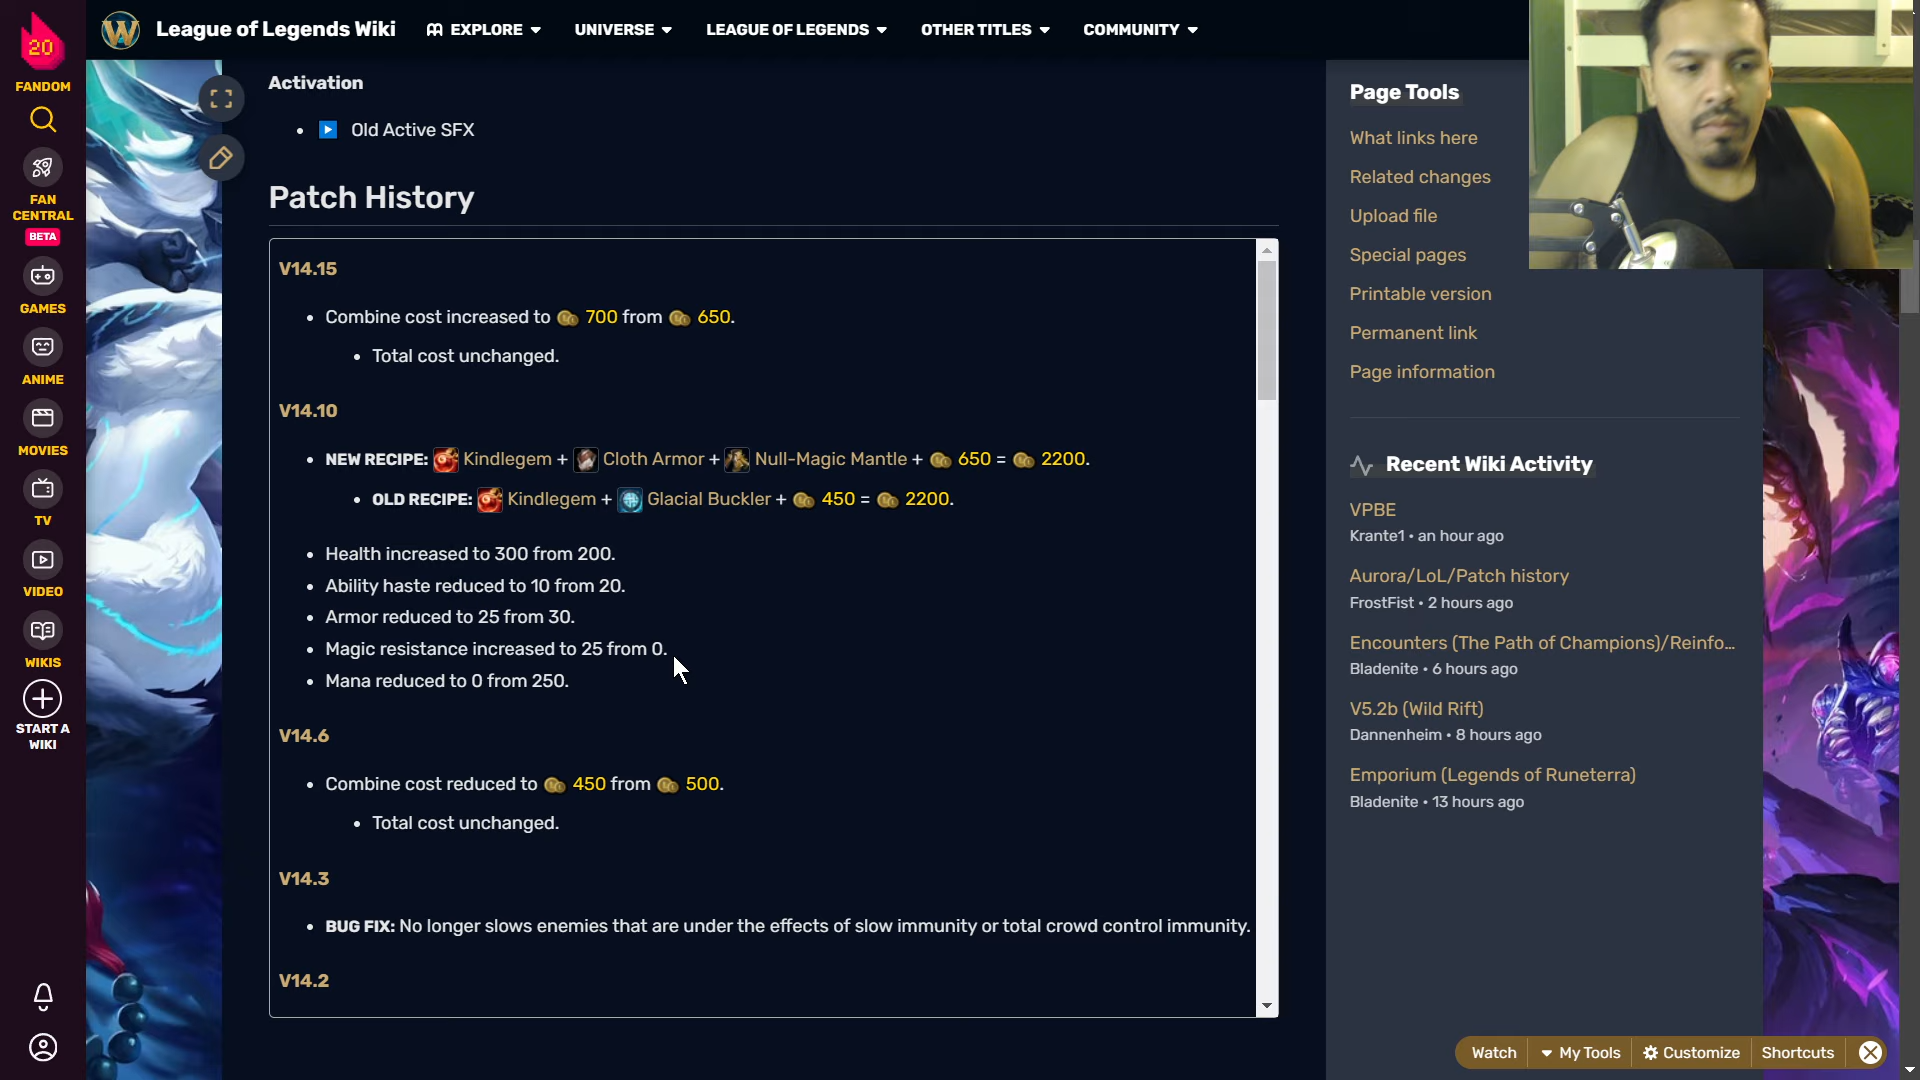 20
FANDOM
FAN
CENTRAL
BETA
GAMES
ANIME
MOVIES
TV
VIDEO
WIKIS
START A
WIKI
League of Legends Wiki
EXPLORE
UNIVERSE
LEAGUE OF LEGENDS
OTHER TITLES
COMMUNITY
Activation
Old Active SFX
Patch History
V14.15
• Combine cost increased to 700 from 650.
• Total cost unchanged.
V14.10
• NEW RECIPE: Kindlegem + Cloth Armor + Null-Magic Mantle + 650 = 2200.
• OLD RECIPE: Kindlegem + Glacial Buckler + 450 = 2200.
• Health increased to 300 from 200.
• Ability haste reduced to 10 from 20.
• Armor reduced to 25 from 30.
• Magic resistance increased to 25 from 0.
• Mana reduced to 0 from 250.
V14.6
• Combine cost reduced to 450 from 500.
• Total cost unchanged.
V14.3
• BUG FIX: No longer slows enemies that are under the effects of slow immunity or total crowd control immunity.
V14.2
Page Tools
What links here
Related changes
Upload file
Special pages
Printable version
Permanent link
Page information
Recent Wiki Activity
VPBE
Krante1 • an hour ago
Aurora/LoL/Patch history
FrostFist • 2 hours ago
Encounters (The Path of Champions)/Reinfo...
Bladenite • 6 hours ago
V5.2b (Wild Rift)
Dannenheim • 8 hours ago
Emporium (Legends of Runeterra)
Bladenite • 13 hours ago
Watch
My Tools
Customize
Shortcuts